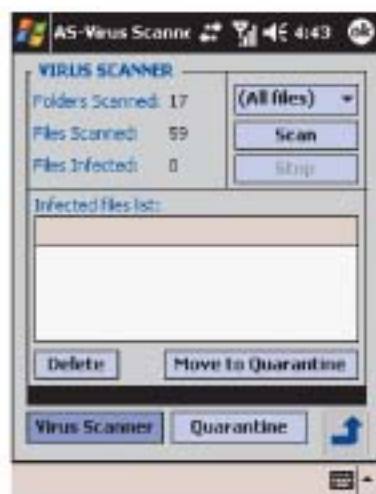 AS-Virus Scanne 4:43 ok
VIRUS SCANNER
Folders Scanned: 17
(All files)
Files Scanned: 59
Scan
Files Infected: 0
Stop
Infected files list:
Delete
Move to Quarantine
Virus Scanner
Quarantine